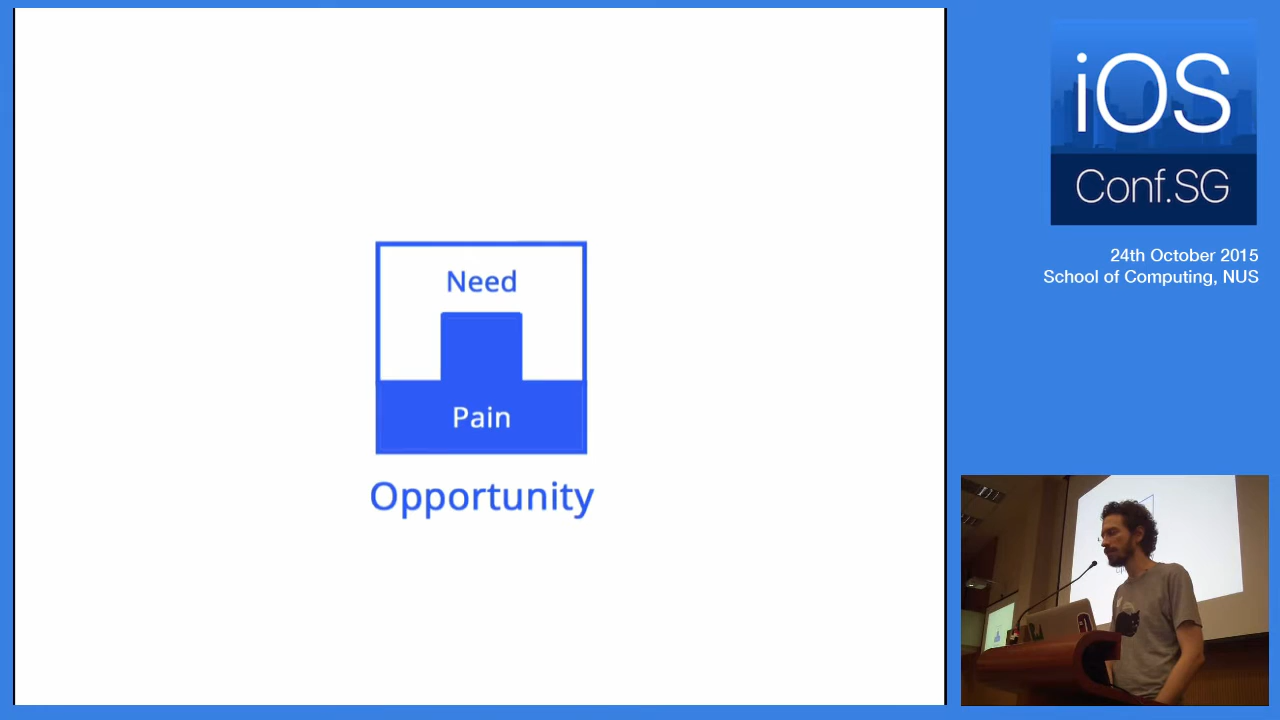 Need
Pain
Opportunity
iOS
Conf.SG
24th October 2015
School of Computing, NUS